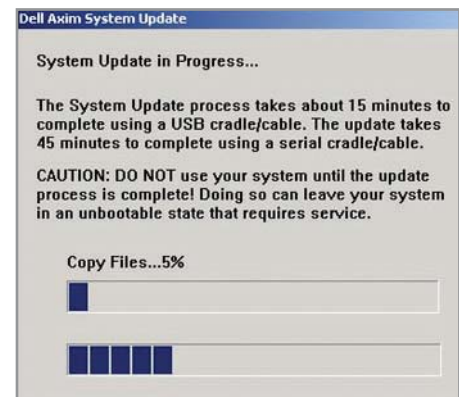 Dell Axim System Update
System Update in Progress...
The System Update process takes about 15 minutes to
complete using a USB cradle/cable. The update takes
45 minutes to complete using a serial cradle/cable.
CAUTION: DO NOT use your system until the update
process is complete! Doing so can leave your system
in an unbootable state that requires service.
Copy Files...5%